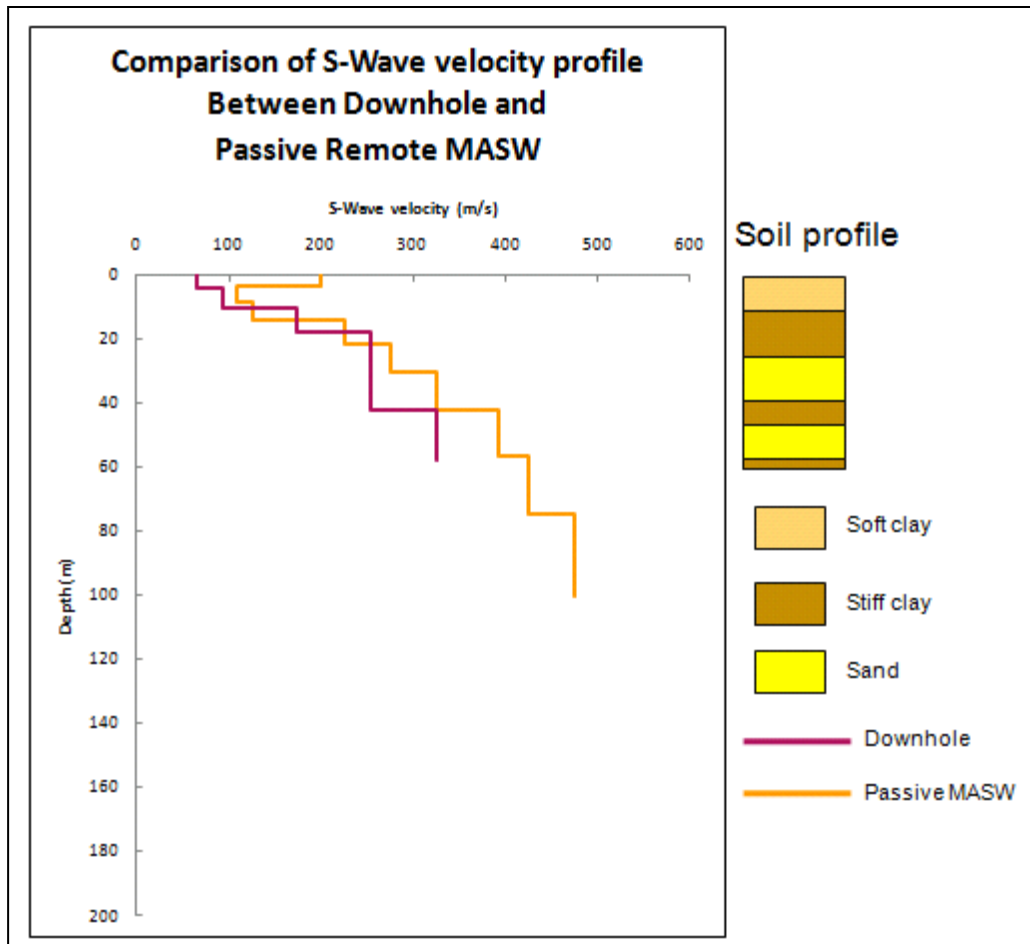 Comparison of S-Wave velocity profile
Between Downhole and
Passive Remote MASW
S-Wave velocity (m/s)
0 100 200 300 400 500 600
0
20
40
60
80
100
120
140
160
180
200
Depth (m)
Soil profile
Soft clay
Stiff clay
Sand
Downhole
Passive MASW